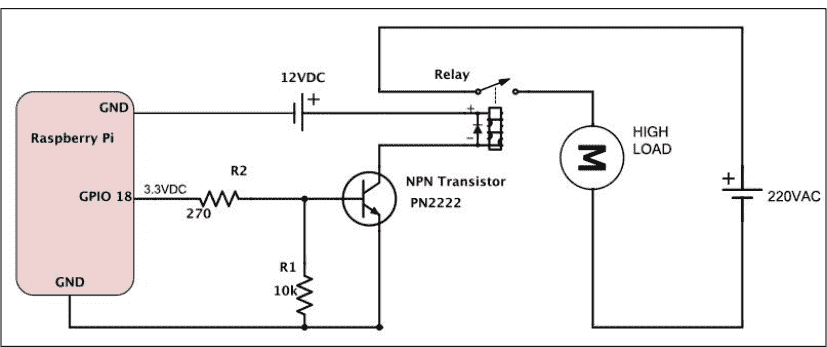 12VDC
+
Relay
GND
+
-
Raspberry Pi
HIGH
LOAD
M
R2
GPIO 18
3.3VDC
270
NPN Transistor
PN2222
+
220VAC
R1
10k
GND